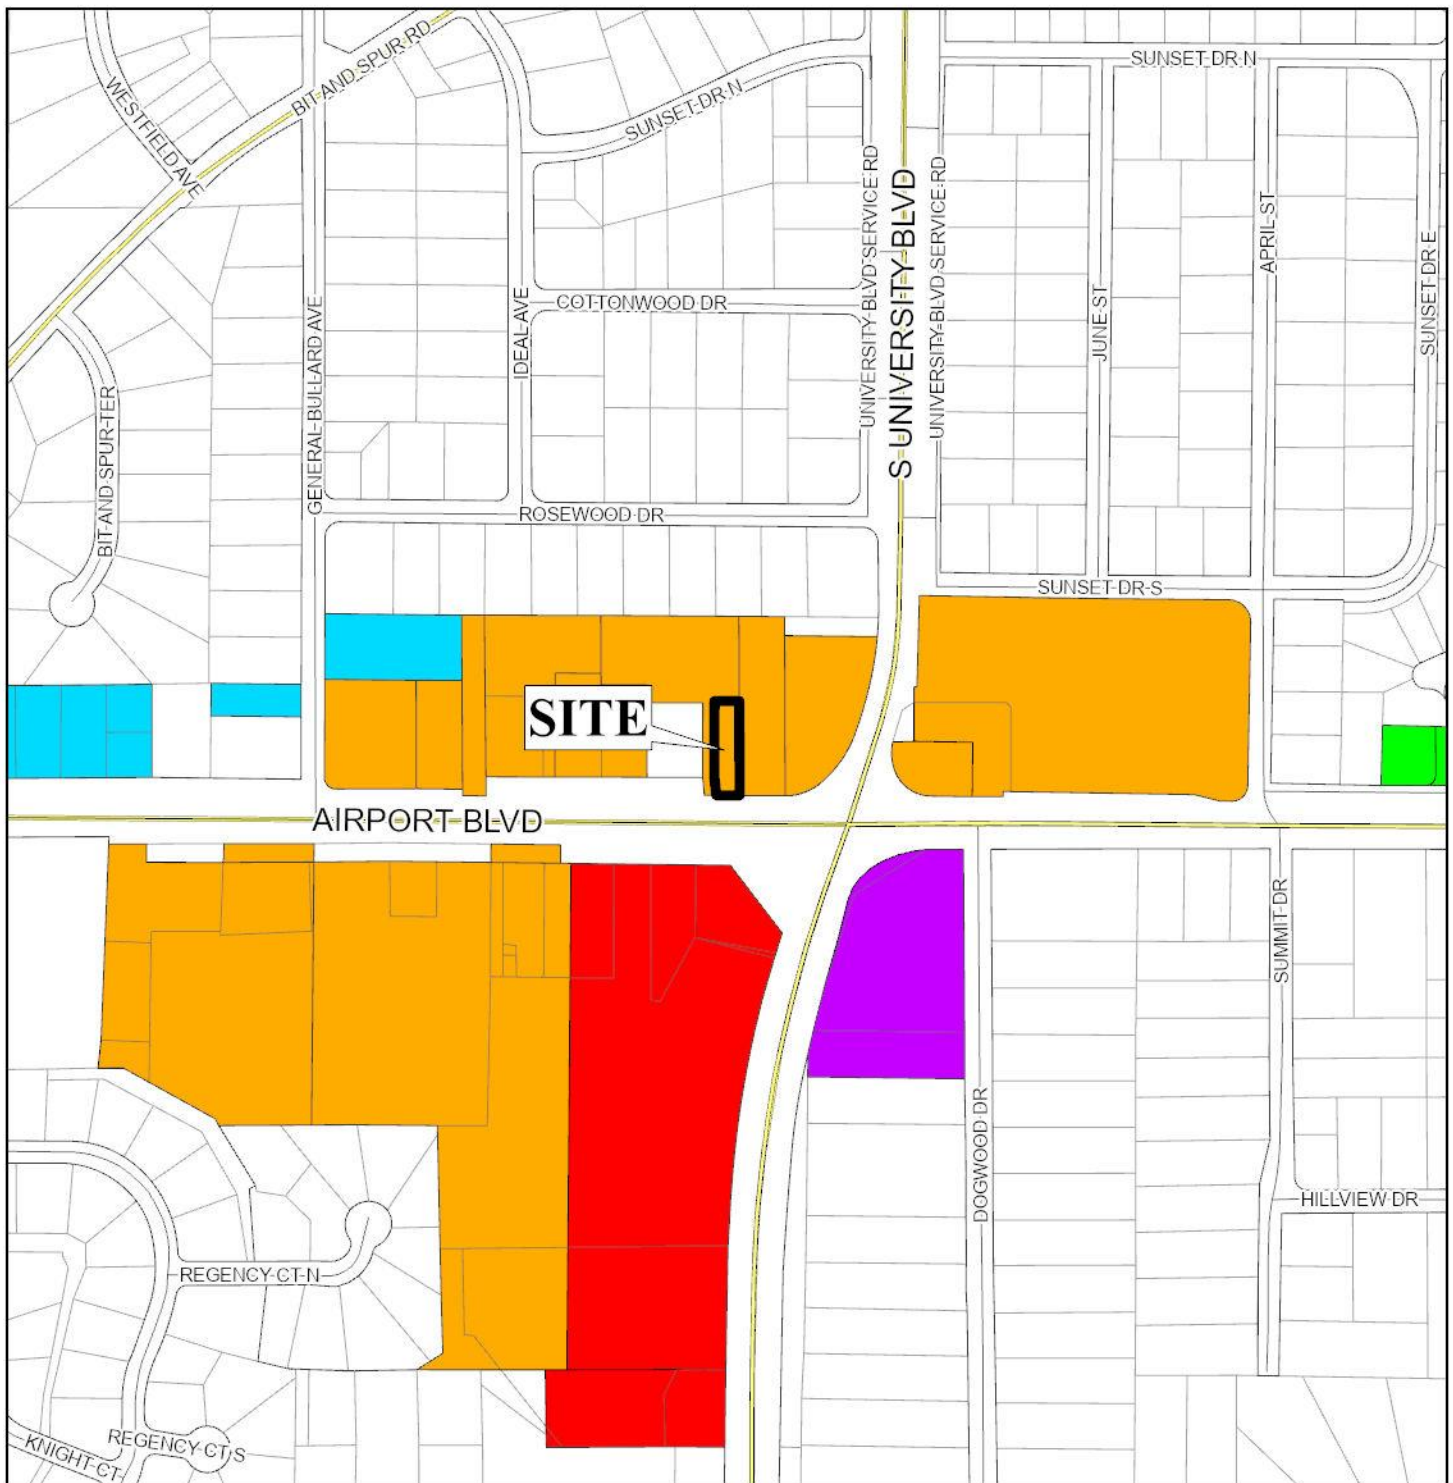 SUNSET DR N
BIT AND SPUR RD
WESTFIELD AVE
SUNSET DR N
UNIVERSITY BLVD SERVICE RD
S UNIVERSITY BLVD
UNIVERSITY BLVD SERVICE RD
APRIL ST
SUNSET DR E
JUNE ST
COTTONWOOD DR
IDEAL AVE
GENERAL BULLARD AVE
BIT AND SPUR TER
ROSEWOOD DR
SUNSET DR S
SITE
AIRPORT BLVD
SUMMIT DR
DOGWOOD DR
HILLVIEW DR
REGENCY CT N
REGENCY CT S
KNIGHT CT